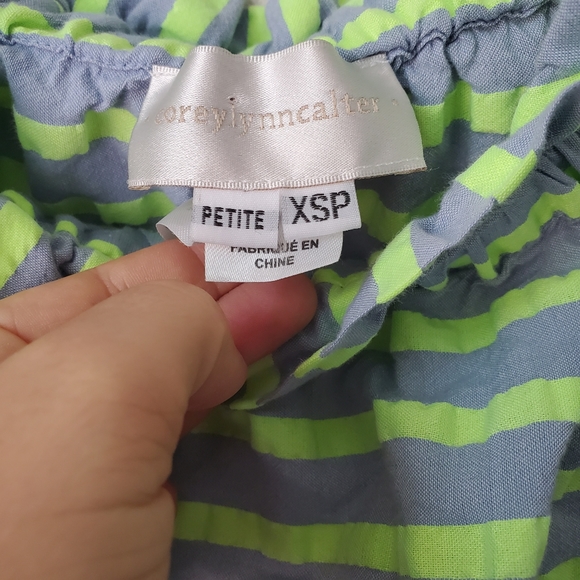 coreylynncalter
PETITE XSP
FABRIQUÉ EN
CHINE